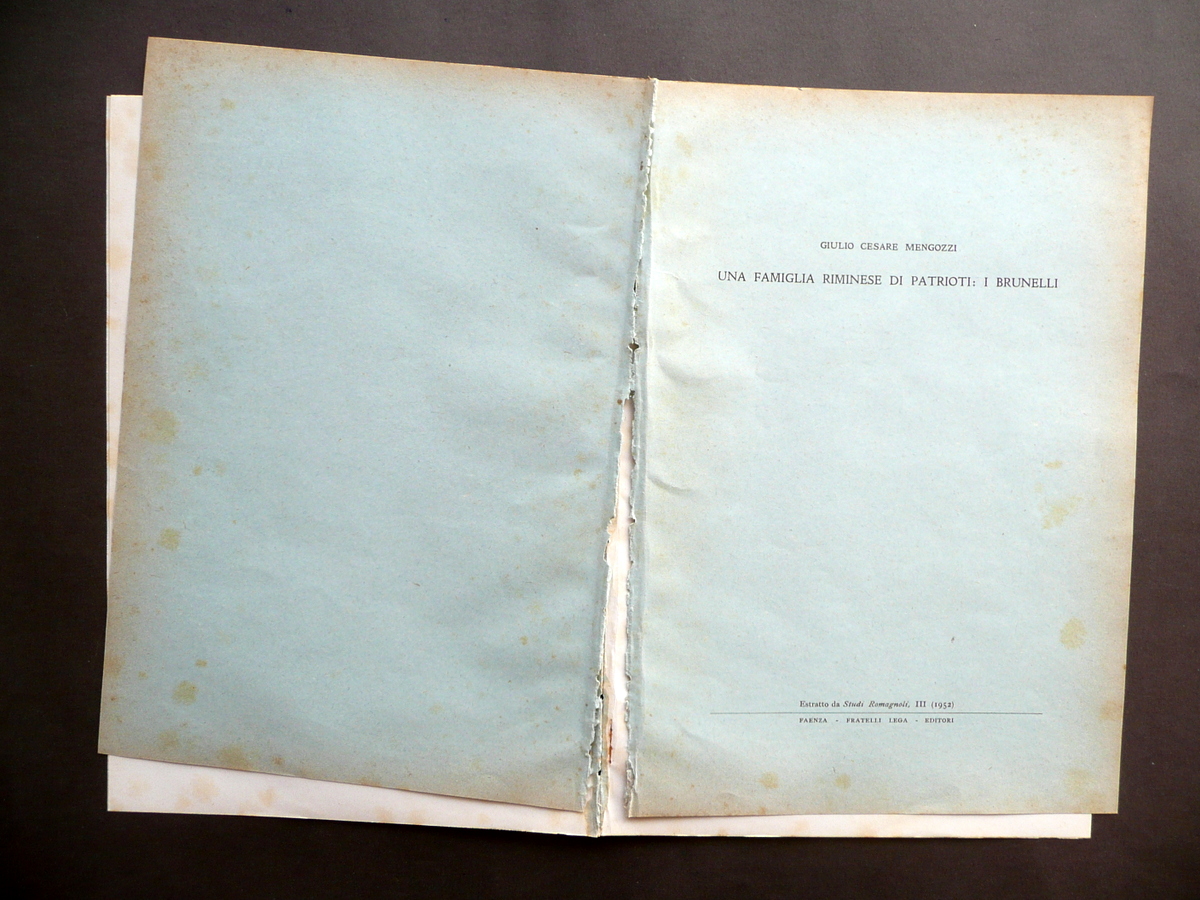 GIULIO CESARE MENGOZZI
UNA FAMIGLIA RIMINESE DI PATRIOTI: I BRUNELLI
Estratto da Studi Romagnoli, III (1952)
FAENZA - FRATELLI LEGA - EDITORI